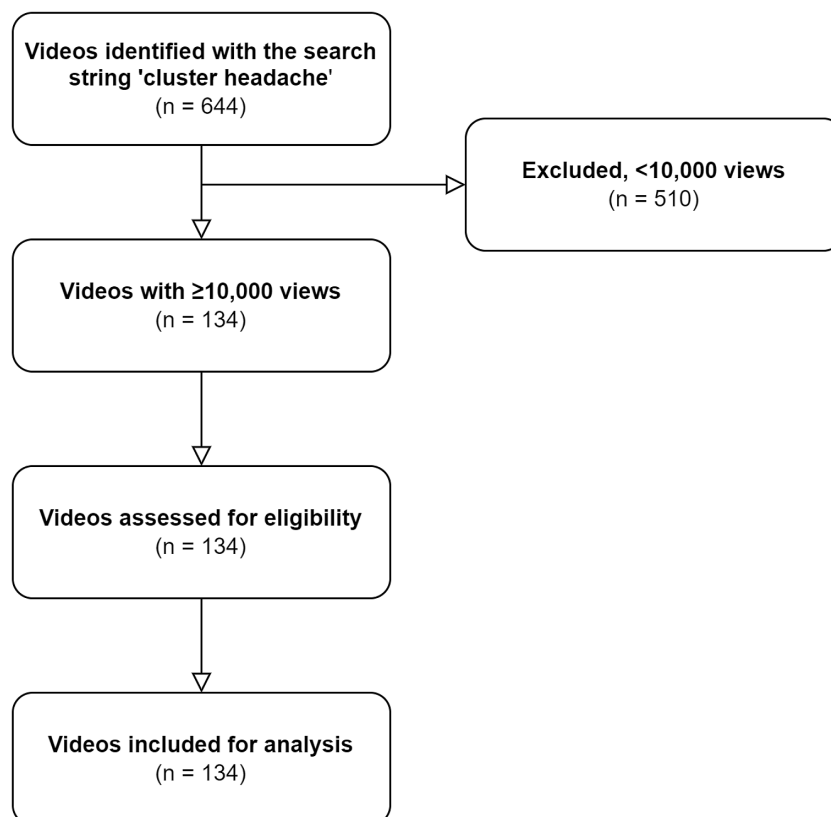 Videos identified with the search
string 'cluster headache'
(n = 644)
Excluded, <10,000 views
(n = 510)
Videos with ≥10,000 views
(n = 134)
Videos assessed for eligibility
(n = 134)
Videos included for analysis
(n = 134)